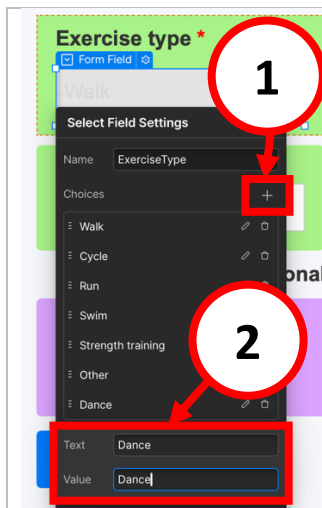 Exercise type *
Form Field
Walk
1
Select Field Settings
Name ExerciseType
Choices
Walk
Cycle
Run
onal
Swim
Strength training
2
Other
Dance
Text Dance
Value Dance